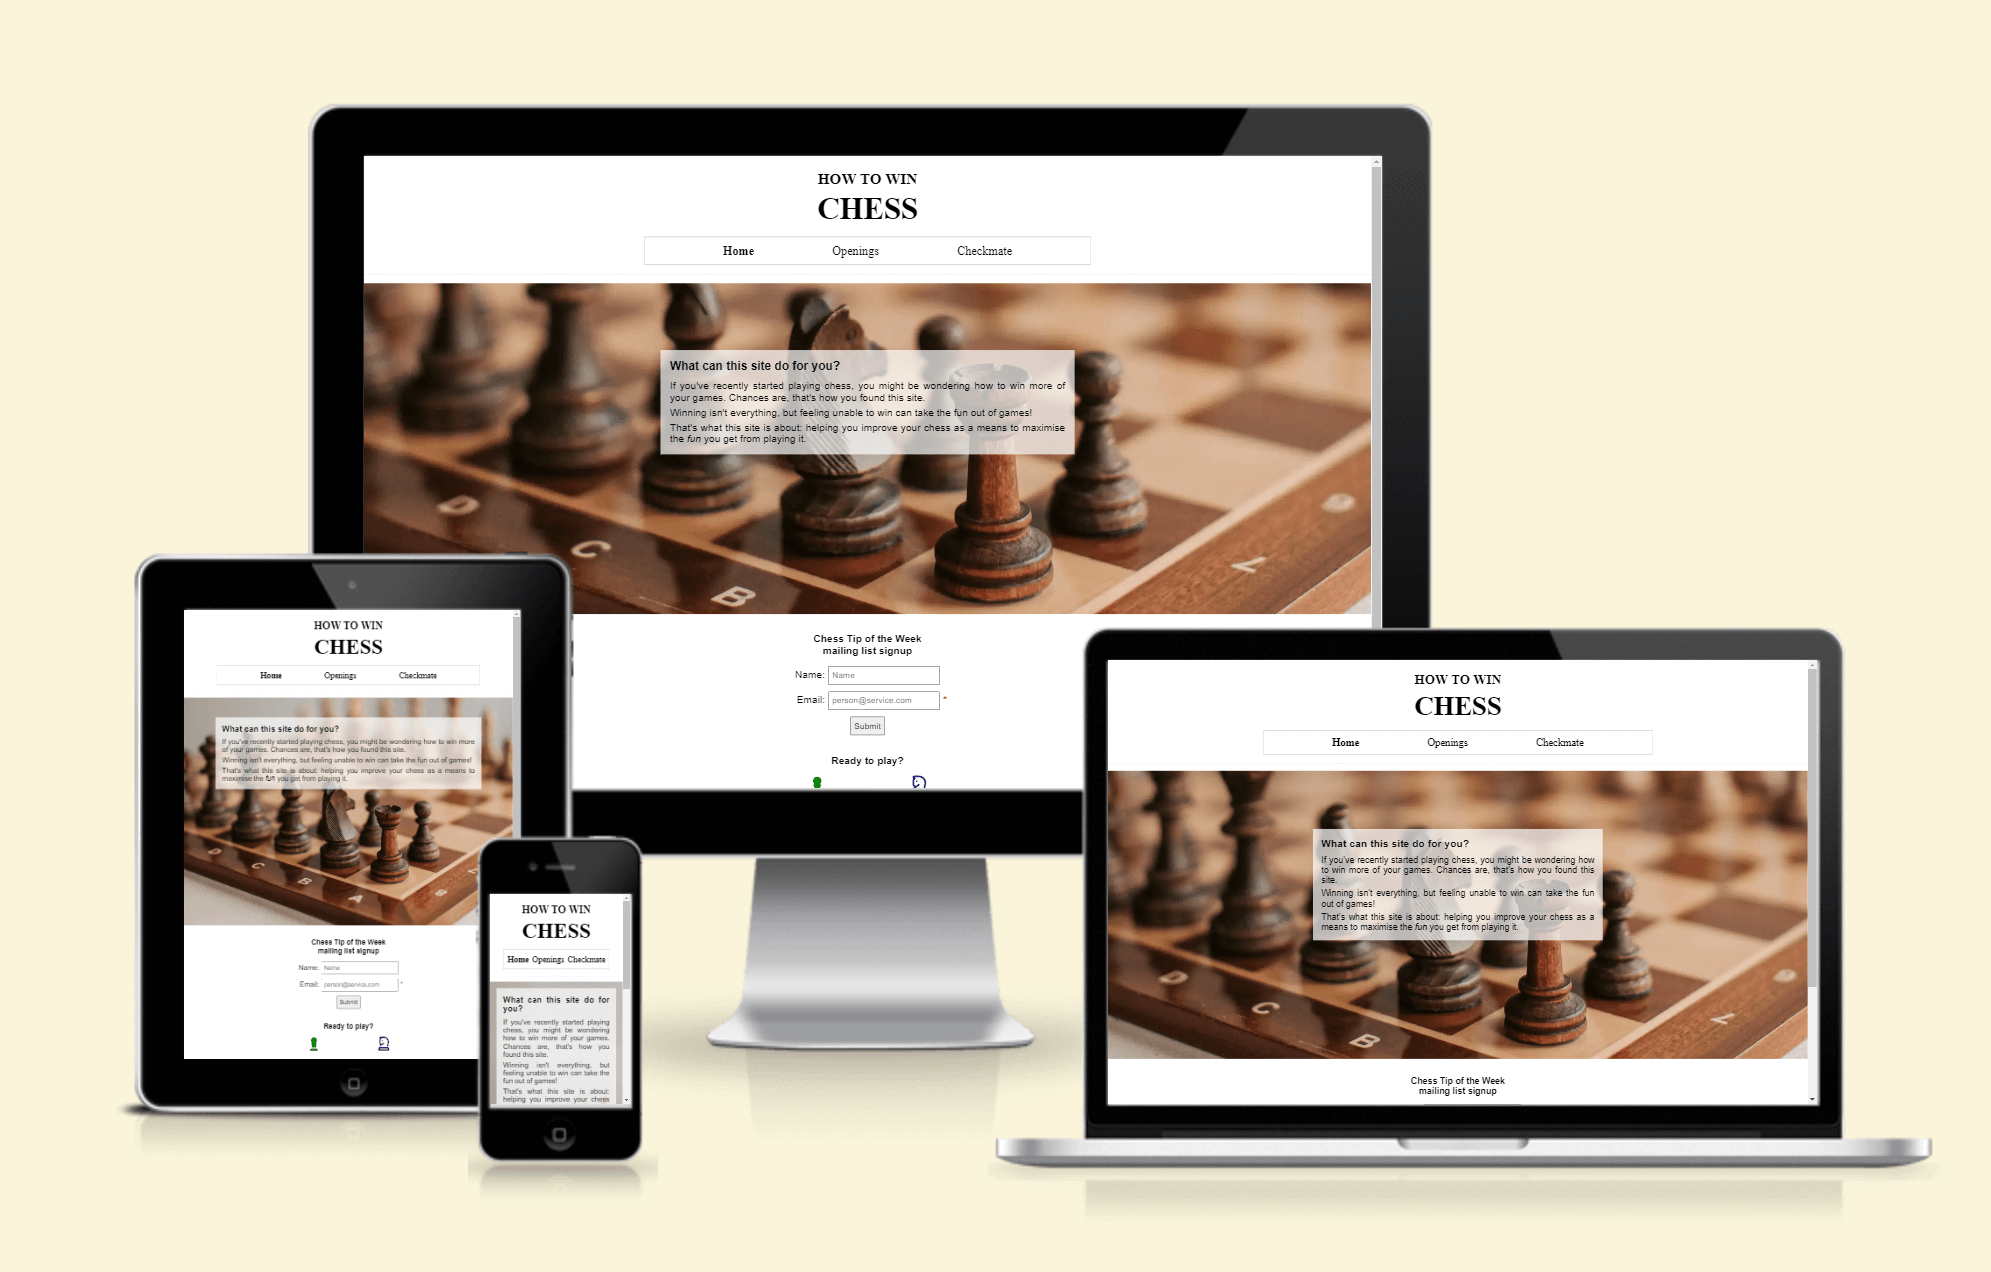 HOW TO WIN
CHESS
Home Openings Checkmate
What can this site do for you?
If you've recently started playing chess, you might be wondering how to win more of
your games. Chances are, that's how you found this site.
Winning isn't everything, but feeling unable to win can take the fun out of games!
That's what this site is about: helping you improve your chess as a means to maximise
the fun you get from playing it.
D
C
B
Chess Tip of the Week
mailing list signup
Name: Name
Email: person@service.com *
Submit
Ready to play?
HOW TO WIN
CHESS
Home Openings Checkmate
What can this site do for you?
If you've recently started playing chess, you might be wondering how to win more
of your games. Chances are, that's how you found this site.
Winning isn't everything, but feeling unable to win can take the fun out of games!
That's what this site is about: helping you improve your chess as a means to
maximise the fun you get from playing it.
D
C
B
A
Chess Tip of the Week
mailing list signup
Name: Name
Email: person@service.com *
Submit
Ready to play?
HOW TO WIN
CHESS
Home Openings Checkmate
What can this site do for
you?
If you've recently started playing
chess, you might be wondering
how to win more of your games.
Chances are, that's how you
found this site.
Winning isn't everything, but
feeling unable to win can take the
fun out of games!
That's what this site is about:
helping you improve your chess
HOW TO WIN
CHESS
Home Openings Checkmate
What can this site do for you?
If you've recently started playing chess, you might be wondering how
to win more of your games. Chances are, that's how you found this
site.
Winning isn't everything, but feeling unable to win can take the fun
out of games!
That's what this site is about: helping you improve your chess as a
means to maximise the fun you get from playing it.
D
C
B
Chess Tip of the Week
mailing list signup